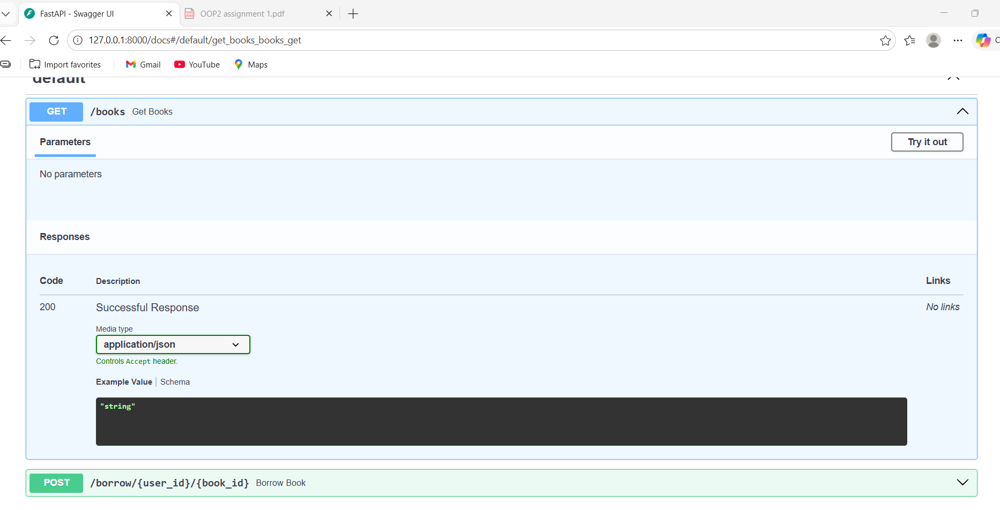 FastAPI - Swagger UI
PDF OOP2 assignment 1.pdf
127.0.0.1:8000/docs#/default/get_books_books_get
Import favorites Gmail YouTube Maps
default
GET /books Get Books
Parameters Try it out
No parameters
Responses
Code Description Links
200 Successful Response No links
Media type
application/json
Controls Accept header.
Example Value Schema
"string"
POST /borrow/{user_id}/{book_id} Borrow Book